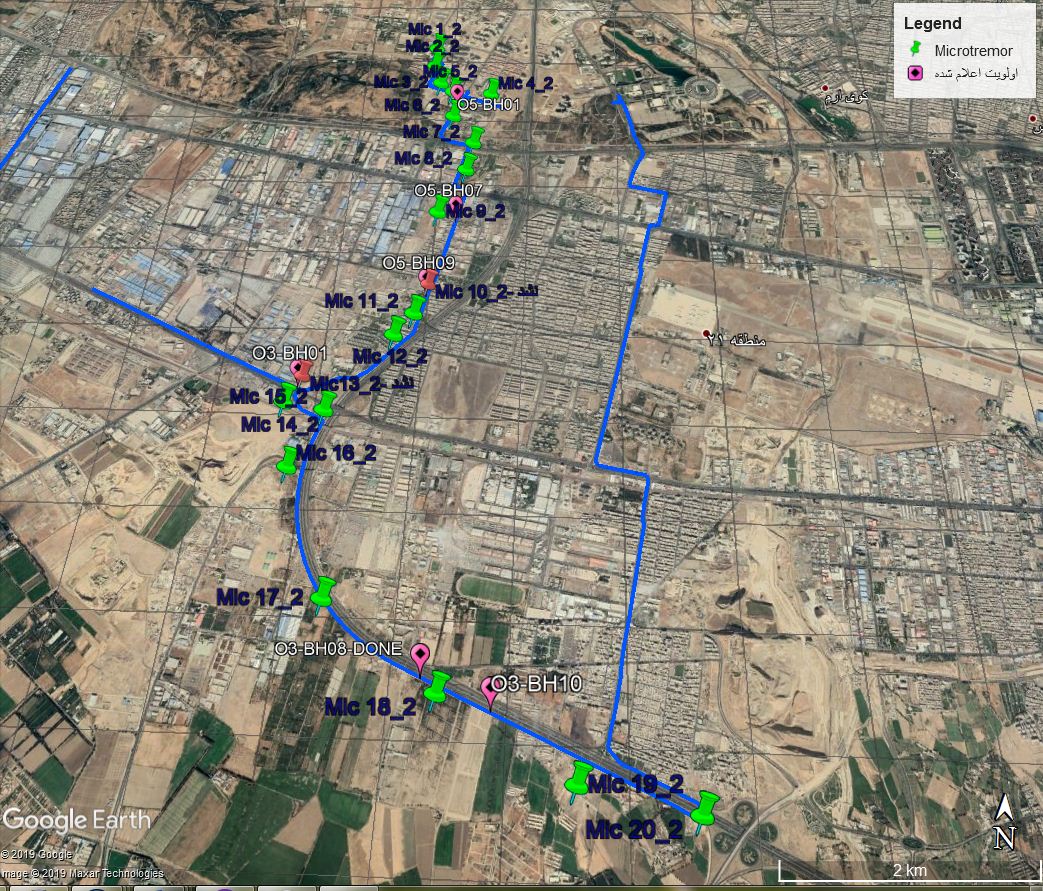 Legend
Microtremor
اولویت اعلام شده
Mic 1_2
Mic 2_2
Mic 5_2
Mic 3_2
Mic 4_2
Mic 6_2
O5-BH01
کوی ارم
Mic 7_2
Mic 8_2
O5-BH07
Mic 9_2
O5-BH09
Mic 10_2- نشد
Mic 11_2
منطقه ۲۱
Mic 12_2
O3-BH01
Mic13_2- نشد
Mic 15_2
Mic 14_2
Mic 16_2
Mic 17_2
O3-BH08-DONE
O3-BH10
Mic 18_2
Mic 19_2
Mic 20_2
Google Earth
N
© 2019 Google
mage © 2019 Maxar Technologies
2 km